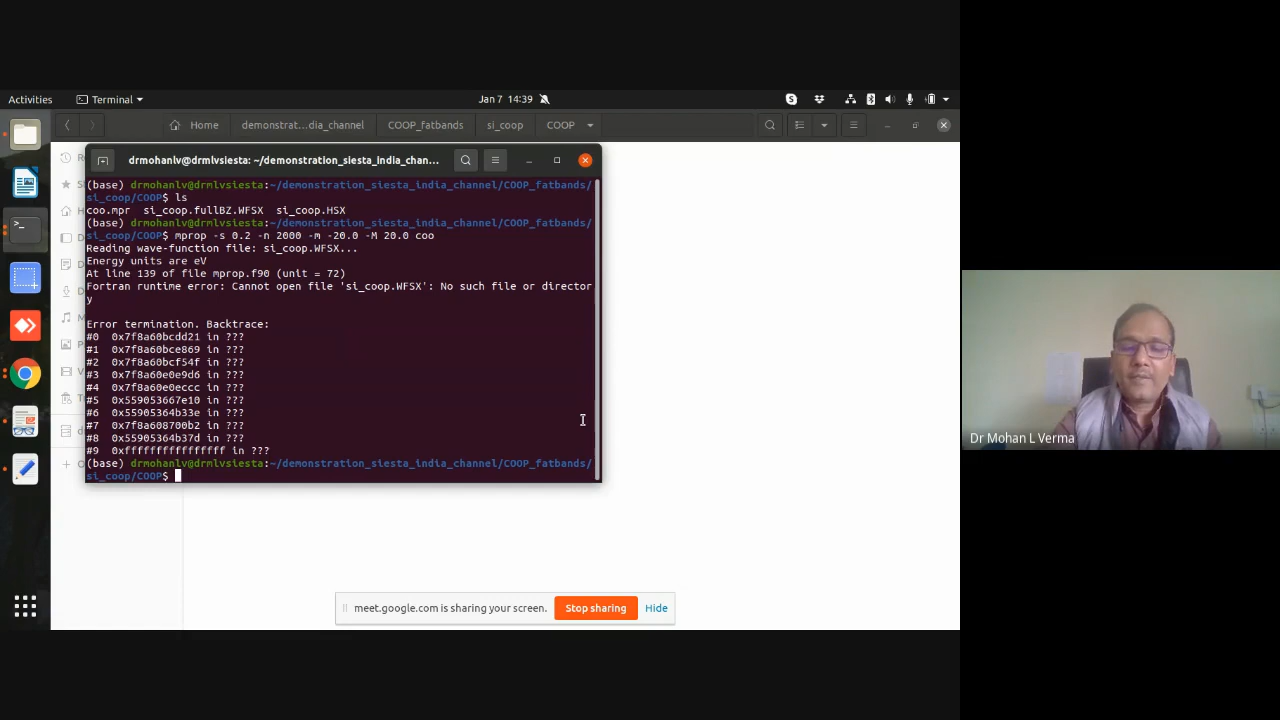 Activities
Terminal
Jan 7 14:39
Home
demonstrat...dia_channel
COOP_fatbands
si_coop
COOP
drmohanlv@drmlvsiesta: ~/demonstration_siesta_india_chan...
(base) drmohanlv@drmlvsiesta:~/demonstration_siesta_india_channel/COOP_fatbands/
si_coop/COOP$ ls
coo.mpr si_coop.fullBZ.WFSX si_coop.HSX
(base) drmohanlv@drmlvsiesta:~/demonstration_siesta_india_channel/COOP_fatbands/
si_coop/COOP$ mprop -s 0.2 -n 2000 -m -20.0 -M 20.0 coo
Reading wave-function file: si_coop.WFSX...
Energy units are eV
At line 139 of file mprop.f90 (unit = 72)
Fortran runtime error: Cannot open file 'si_coop.WFSX': No such file or director
y
Error termination. Backtrace:
#0 0x7f8a60bcdd21 in ???
#1 0x7f8a60bce869 in ???
#2 0x7f8a60bcf54f in ???
#3 0x7f8a60e0e9d6 in ???
#4 0x7f8a60e0eccc in ???
#5 0x559053667e10 in ???
#6 0x55905364b33e in ???
#7 0x7f8a608700b2 in ???
#8 0x55905364b37d in ???
#9 0xffffffffffffffff in ???
(base) drmohanlv@drmlvsiesta:~/demonstration_siesta_india_channel/COOP_fatbands/
si_coop/COOP$
meet.google.com is sharing your screen.
Stop sharing
Hide
Dr Mohan L Verma